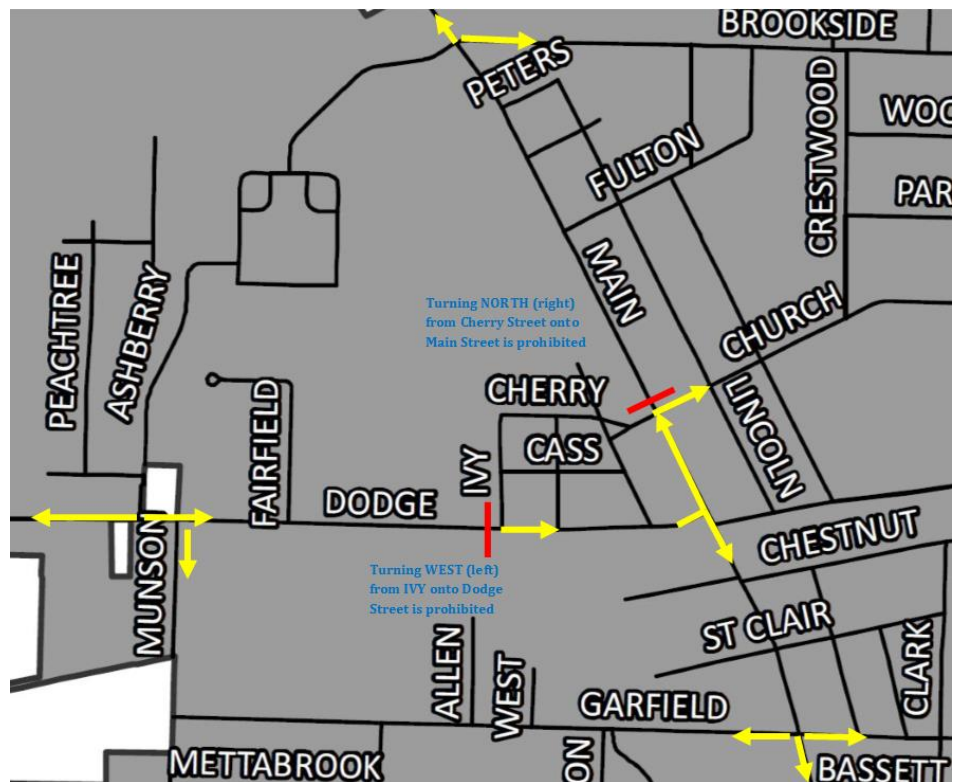 BROOKSIDE
PETERS
CRESTWOOD
WOO
FULTON
PAR
MAIN
PEACHTREE
ASHBERRY
Turning NORTH (right)
from Cherry Street onto
Main Street is prohibited
CHURCH
CHERRY
LINCOLN
FAIRFIELD
IVY
CASS
DODGE
CHESTNUT
MUNSON
Turning WEST (left)
from IVY onto Dodge
Street is prohibited
ST CLAIR
ALLEN
WEST
CLARK
GARFIELD
METTABROOK
ON
BASSETT